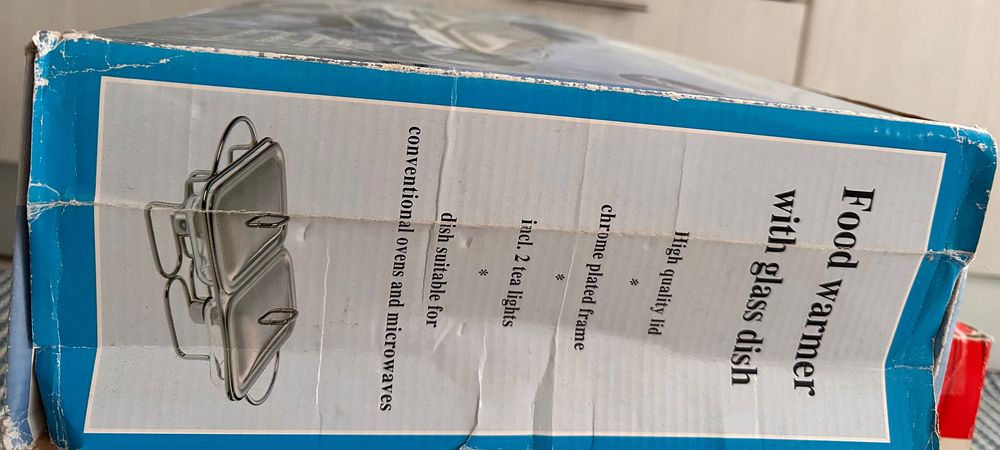 Food warmer
with glass dish
High quality lid
*
chrome plated frame
*
incl. 2 tea lights
*
dish suitable for
conventional ovens and microwaves